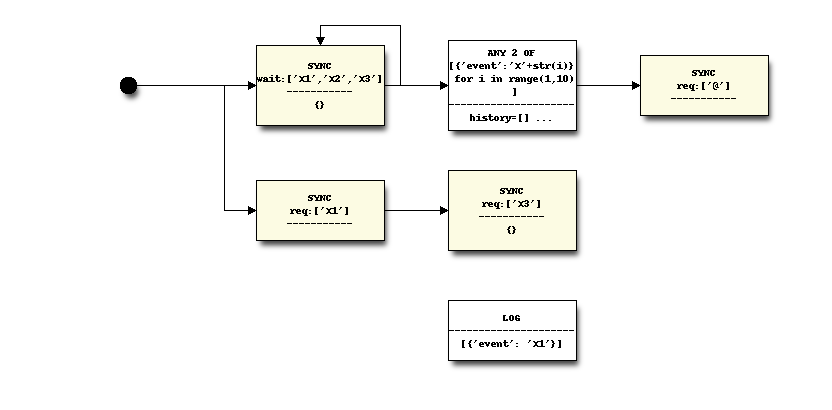 SYNC
wait:['x1','x2','x3']
-----------
{}
ANY 2 OF
[{'event':'X'+str(i)}
for i in range(1,10)
]
---------------------
history=[] ...
SYNC
req:['@']
-----------
SYNC
req:['X1']
-----------
SYNC
req:['X3']
-----------
{}
LOG
---------------------
[{'event': 'X1'}]